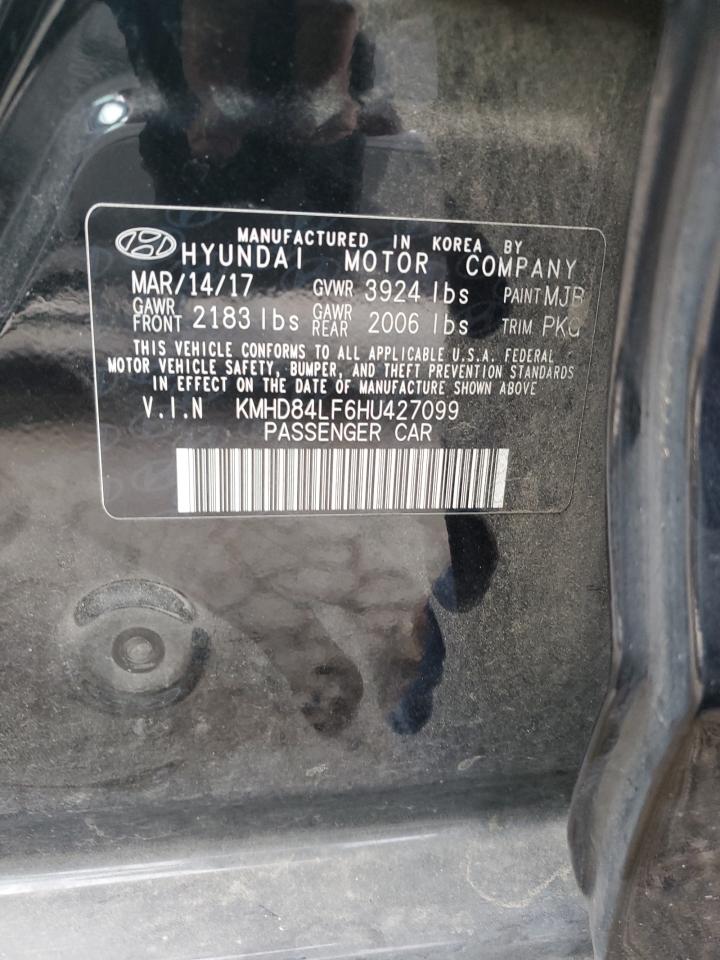 MANUFACTURED IN KOREA BY
HYUNDAI MOTOR COMPANY
MAR/14/17 GVWR 3924 lbs PAINT MJB
GAWR FRONT 2183 lbs GAWR REAR 2006 lbs TRIM
THIS VEHICLE CONFORMS TO ALL APPLICABLE U.S.A. FEDERAL
MOTOR VEHICLE SAFETY, BUMPER, AND THEFT PREVENTION STANDARDS
IN EFFECT ON THE DATE OF MANUFACTURE SHOWN ABOVE
V.I.N KMHD84LF6HU427099
PASSENGER CAR